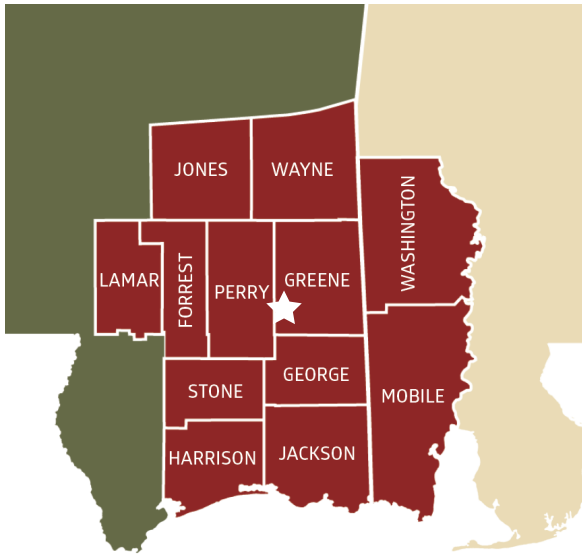 JONES
WAYNE
WASHINGTON
LAMAR
FORREST
PERRY
GREENE
STONE
GEORGE
MOBILE
HARRISON
JACKSON